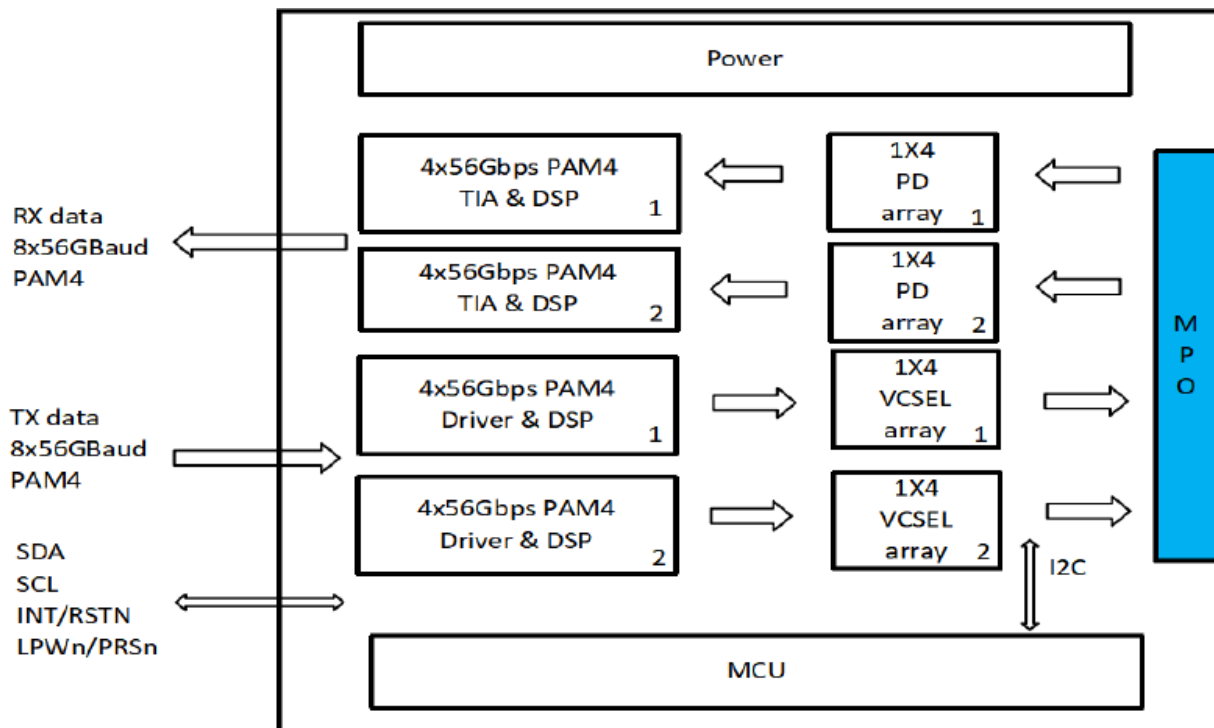 Power
4x56Gbps PAM4
TIA & DSP
1
1X4
PD
array 1
RX data
8x56GBaud
PAM4
4x56Gbps PAM4
TIA & DSP
2
1X4
PD
array 2
M
P
O
4x56Gbps PAM4
Driver & DSP
1
1X4
VCSEL
array 1
TX data
8x56GBaud
PAM4
4x56Gbps PAM4
Driver & DSP
2
1X4
VCSEL
array 2
I2C
SDA
SCL
INT/RSTN
LPWn/PRSn
MCU